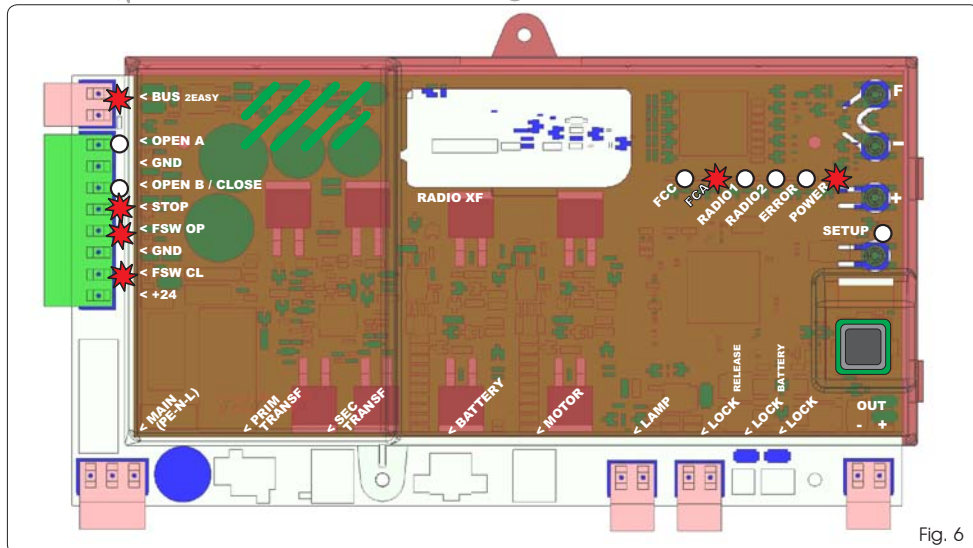 < BUS 2EASY
< OPEN A
< GND
< OPEN B / CLOSE
< STOP
< FSW OP
< GND
< FSW CL
< +24
RADIO XF
FCC
FCA
RADIO1
RADIO2
ERROR
POWER
F
-
+
SETUP
< MAIN
(PE-N-L)
< PRIM
TRANSF
< SEC
TRANSF
< BATTERY
< MOTOR
< LAMP
< LOCK RELEASE
< LOCK BATTERY
< LOCK
OUT
- +
Fig. 6